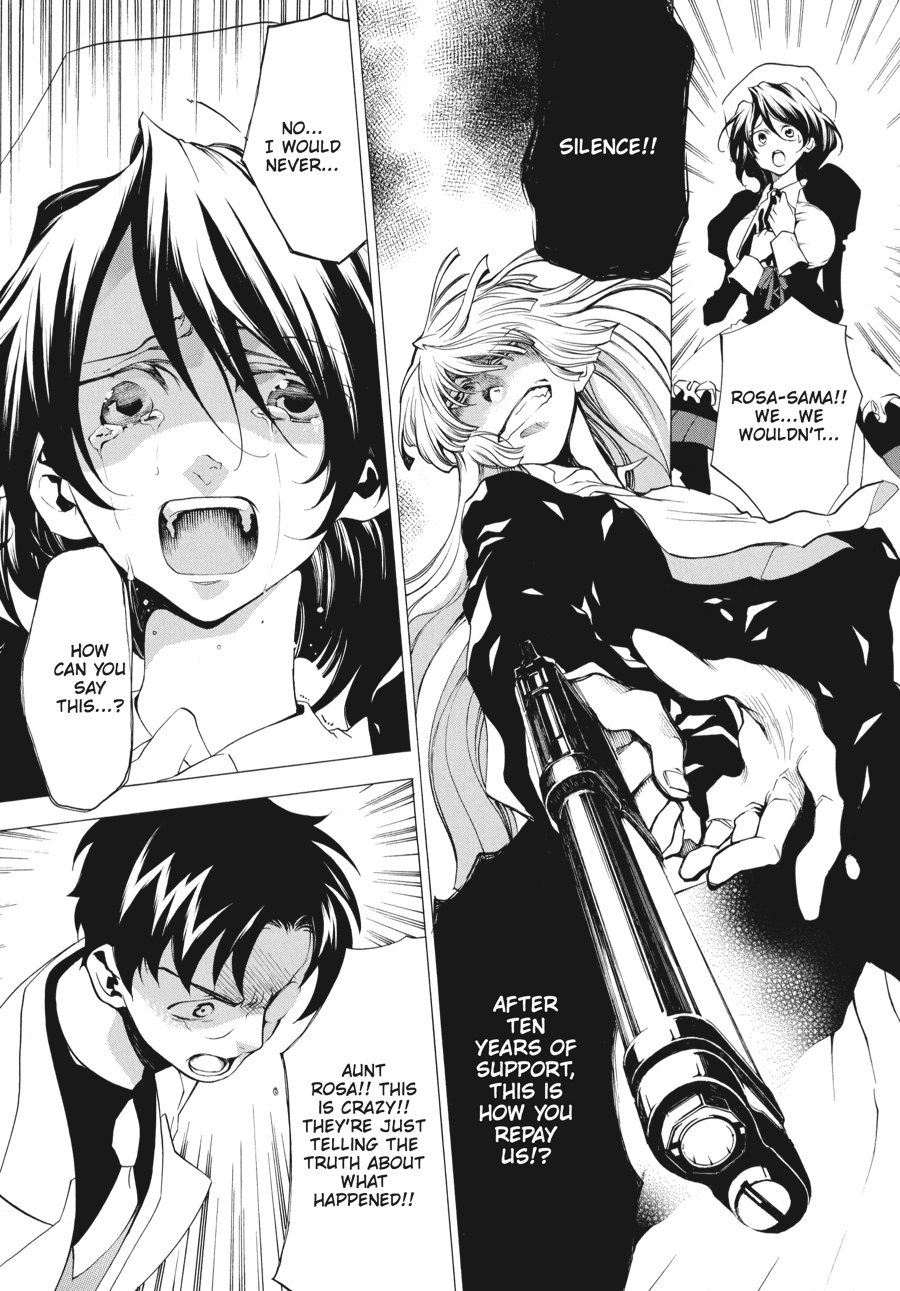 ROSA-SAMA!!
WE...WE
WOULDN'T...
SILENCE!!
AFTER
TEN
YEARS OF
SUPPORT,
THIS IS
HOW YOU
REPAY
US!?
NO...
I WOULD
NEVER...
HOW
CAN YOU
SAY
THIS...?
AUNT
ROSA!! THIS
IS CRAZY!!
THEY'RE JUST
TELLING THE
TRUTH ABOUT
WHAT
HAPPENED!!